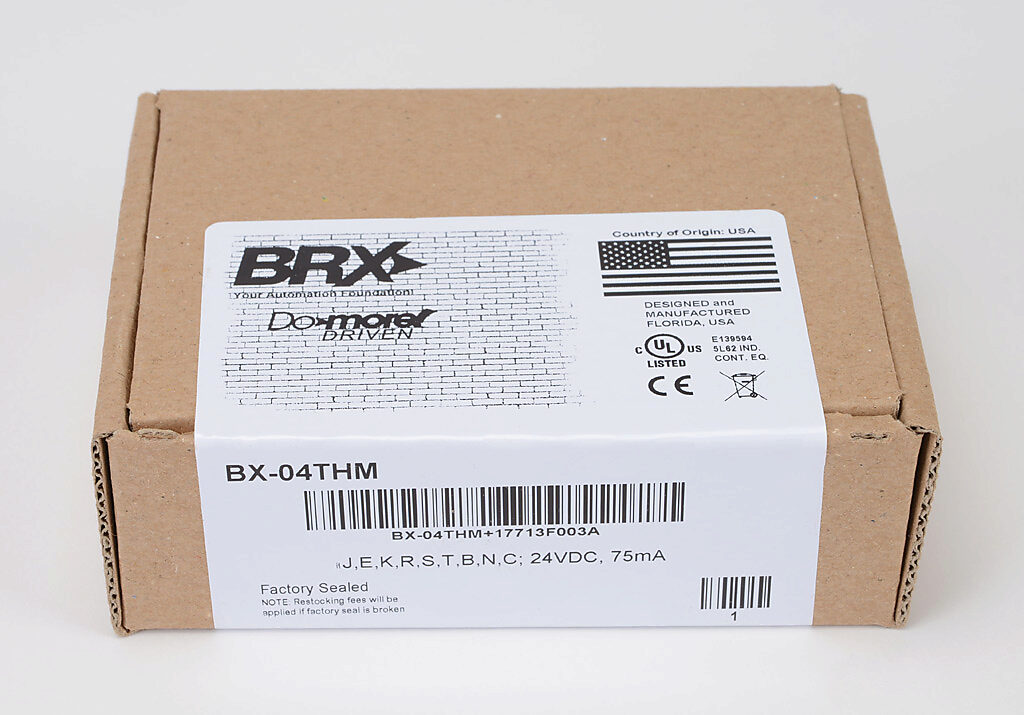 BRX
Your Automation Foundation!
Do-more!
DRIVEN
Country of Origin: USA
DESIGNED and
MANUFACTURED
FLORIDA, USA
C UL US
LISTED
E139594
5L62 IND.
CONT. EQ.
CE
BX-04THM
BX-04THM+17713F003A
J,E,K,R,S,T,B,N,C; 24VDC, 75mA
Factory Sealed
NOTE: Restocking fees will be
applied if factory seal is broken
1